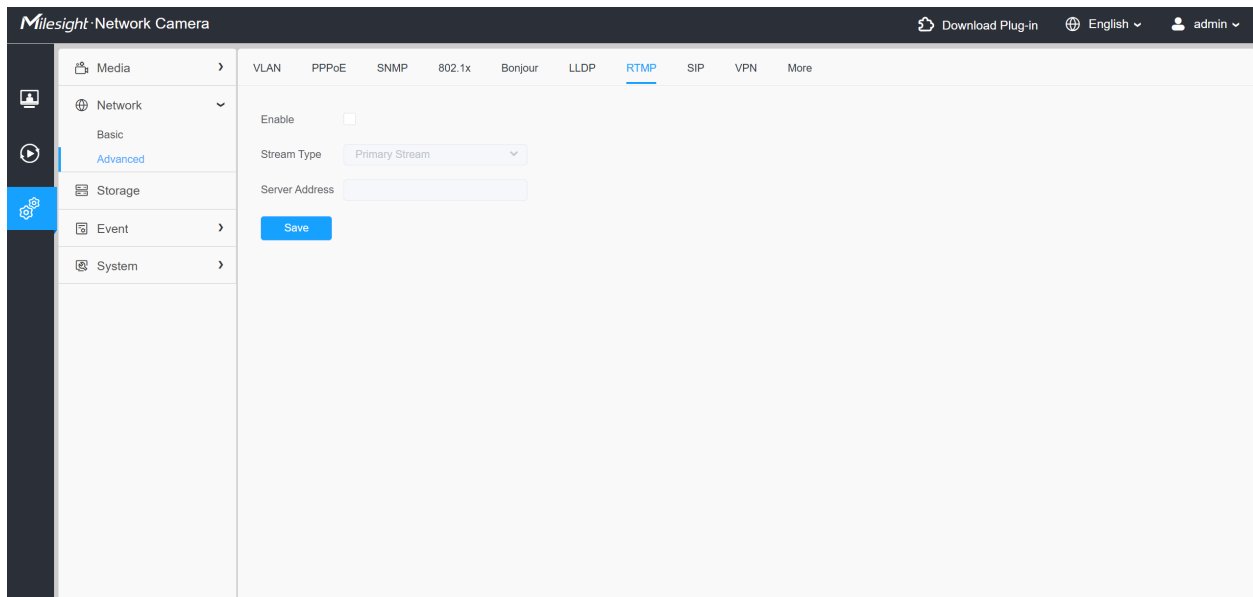 Milesight·Network Camera
Download Plug-in
English
admin
Media
Network
Basic
Advanced
Storage
Event
System
VLAN PPPoE SNMP 802.1x Bonjour LLDP RTMP SIP VPN More
Enable
Stream Type Primary Stream
Server Address
Save